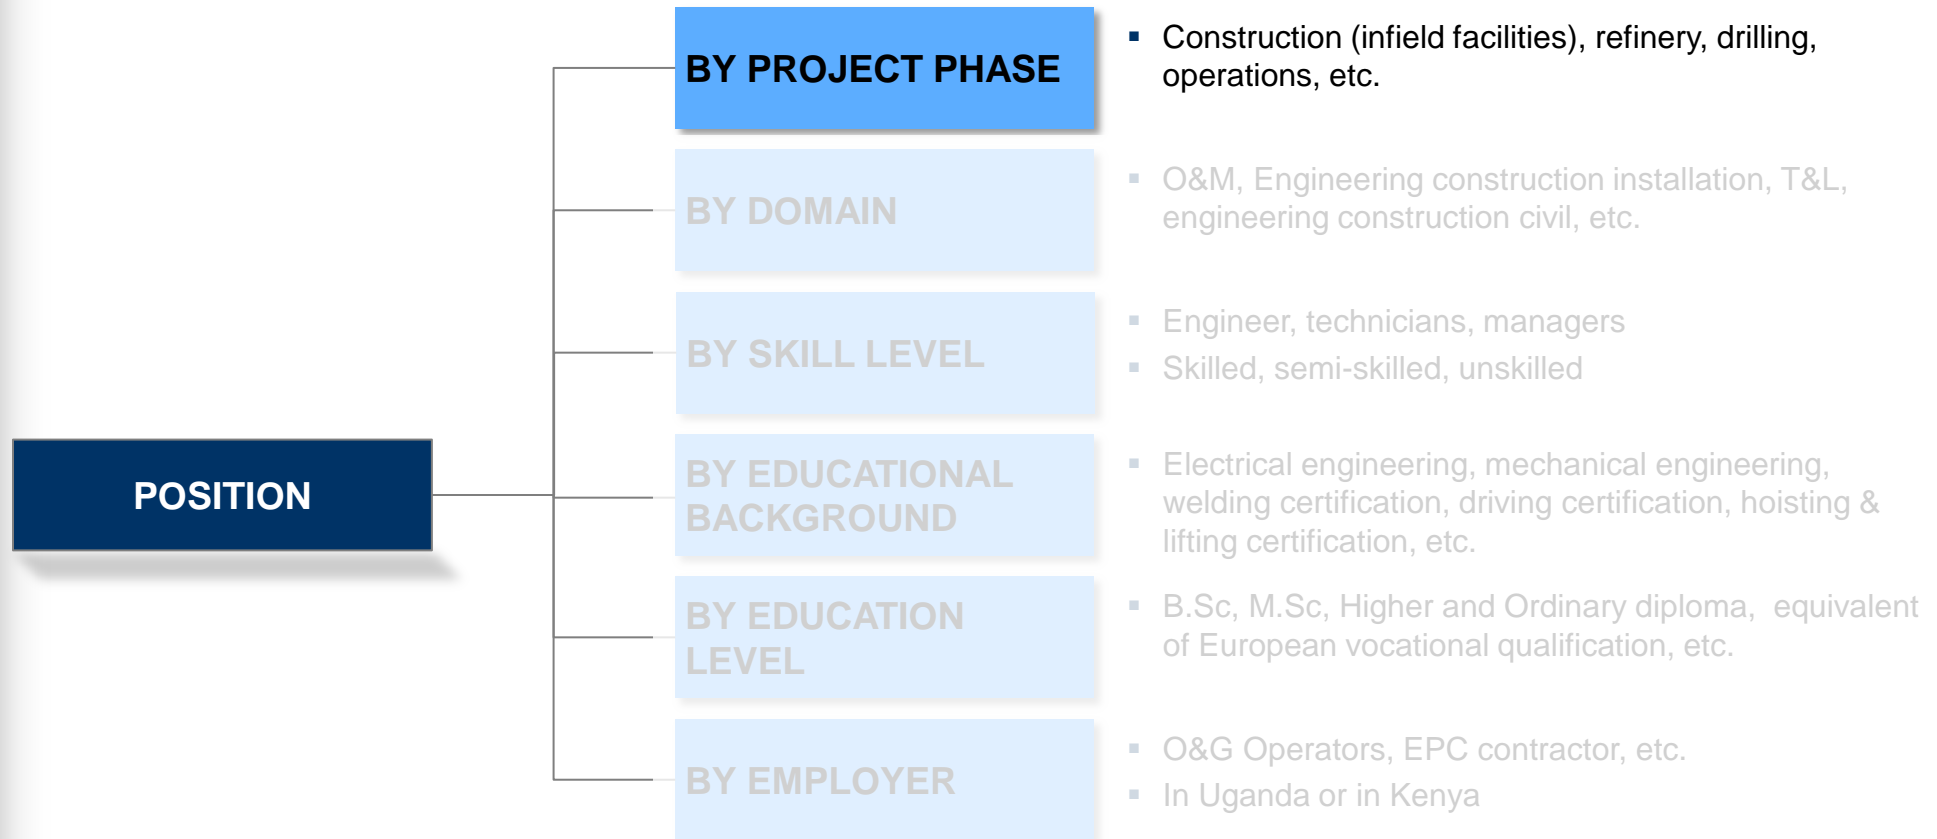 BY PROJECT PHASE
Construction (infield facilities), refinery, drilling,
operations, etc.
BY DOMAIN
O&M, Engineering construction installation, T&L,
engineering construction civil, etc.
BY SKILL LEVEL
Engineer, technicians, managers
Skilled, semi-skilled, unskilled
POSITION
BY EDUCATIONAL
BACKGROUND
Electrical engineering, mechanical engineering,
welding certification, driving certification, hoisting &
lifting certification, etc.
BY EDUCATION
LEVEL
B.Sc, M.Sc, Higher and Ordinary diploma,  equivalent
of European vocational qualification, etc.
BY EMPLOYER
O&G Operators, EPC contractor, etc.
In Uganda or in Kenya